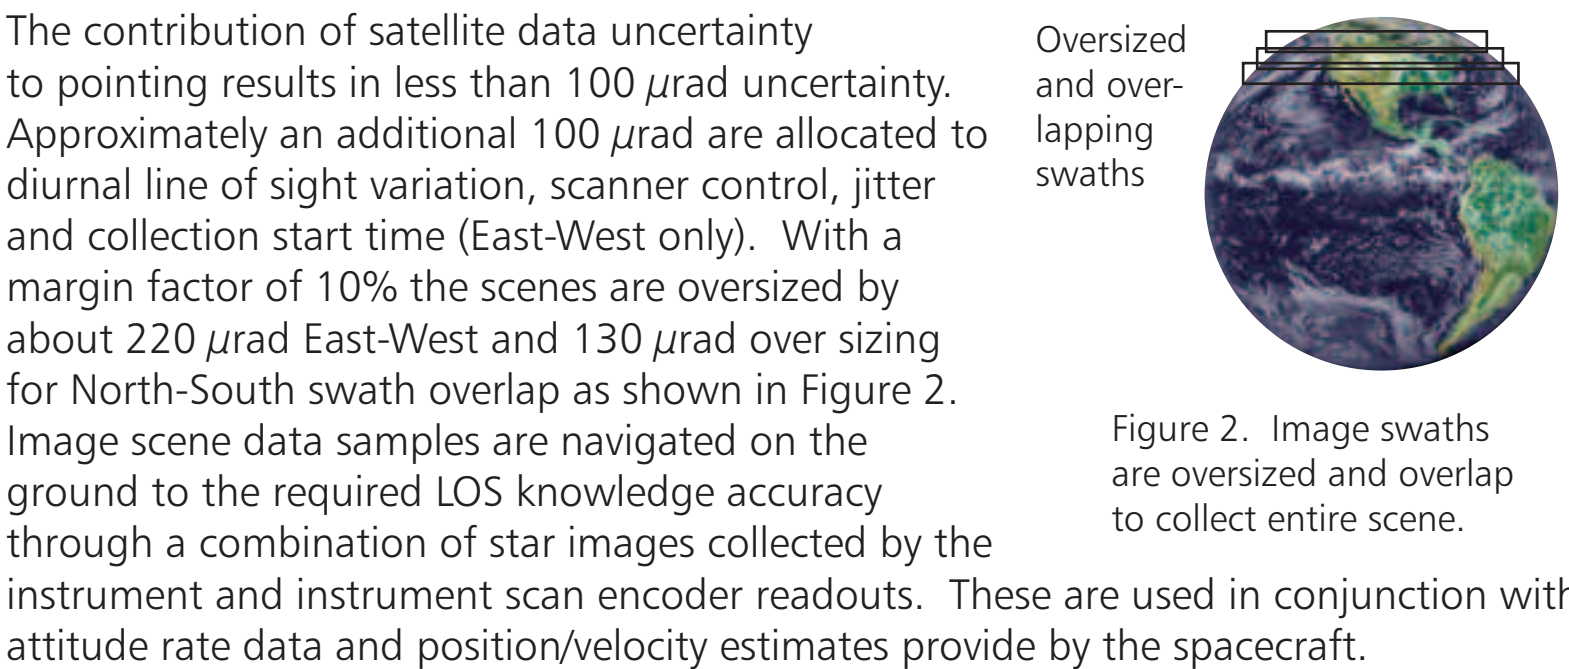 The contribution of satellite data uncertainty
to pointing results in less than 100 μrad uncertainty.
Approximately an additional 100 μrad are allocated to
diurnal line of sight variation, scanner control, jitter
and collection start time (East-West only).  With a
margin factor of 10% the scenes are oversized by
about 220 μrad East-West and 130 μrad over sizing
for North-South swath overlap as shown in Figure 2.
Image scene data samples are navigated on the
ground to the required LOS knowledge accuracy
through a combination of star images collected by the
instrument and instrument scan encoder readouts.  These are used in conjunction with
attitude rate data and position/velocity estimates provide by the spacecraft.
Oversized
and over-
lapping
swaths
Figure 2.  Image swaths
are oversized and overlap
to collect entire scene.